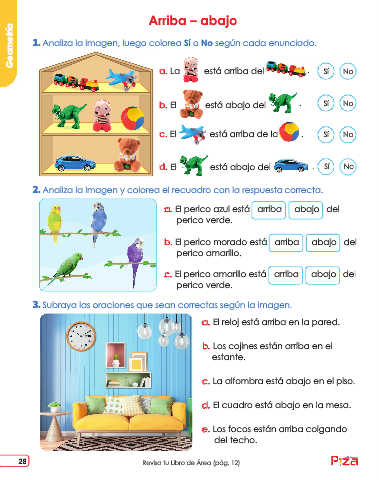 Geometría
Arriba – abajo
1. Analiza la imagen, luego colorea Sí o No según cada enunciado.
a. La está arriba del . Sí No
b. El está abajo del . Sí No
c. El está arriba de la . Sí No
d. El está abajo del . Sí No
2. Analiza la imagen y colorea el recuadro con la respuesta correcta.
a. El perico azul está arriba abajo del
perico verde.
b. El perico morado está arriba abajo del
perico amarillo.
c. El perico amarillo está arriba abajo del
perico verde.
3. Subraya las oraciones que sean correctas según la imagen.
a. El reloj está arriba en la pared.
b. Los cojines están arriba en el
estante.
c. La alfombra está abajo en el piso.
d. El cuadro está abajo en la mesa.
e. Los focos están arriba colgando
del techo.
28
Revisa tu Libro de Área (pág. 12)